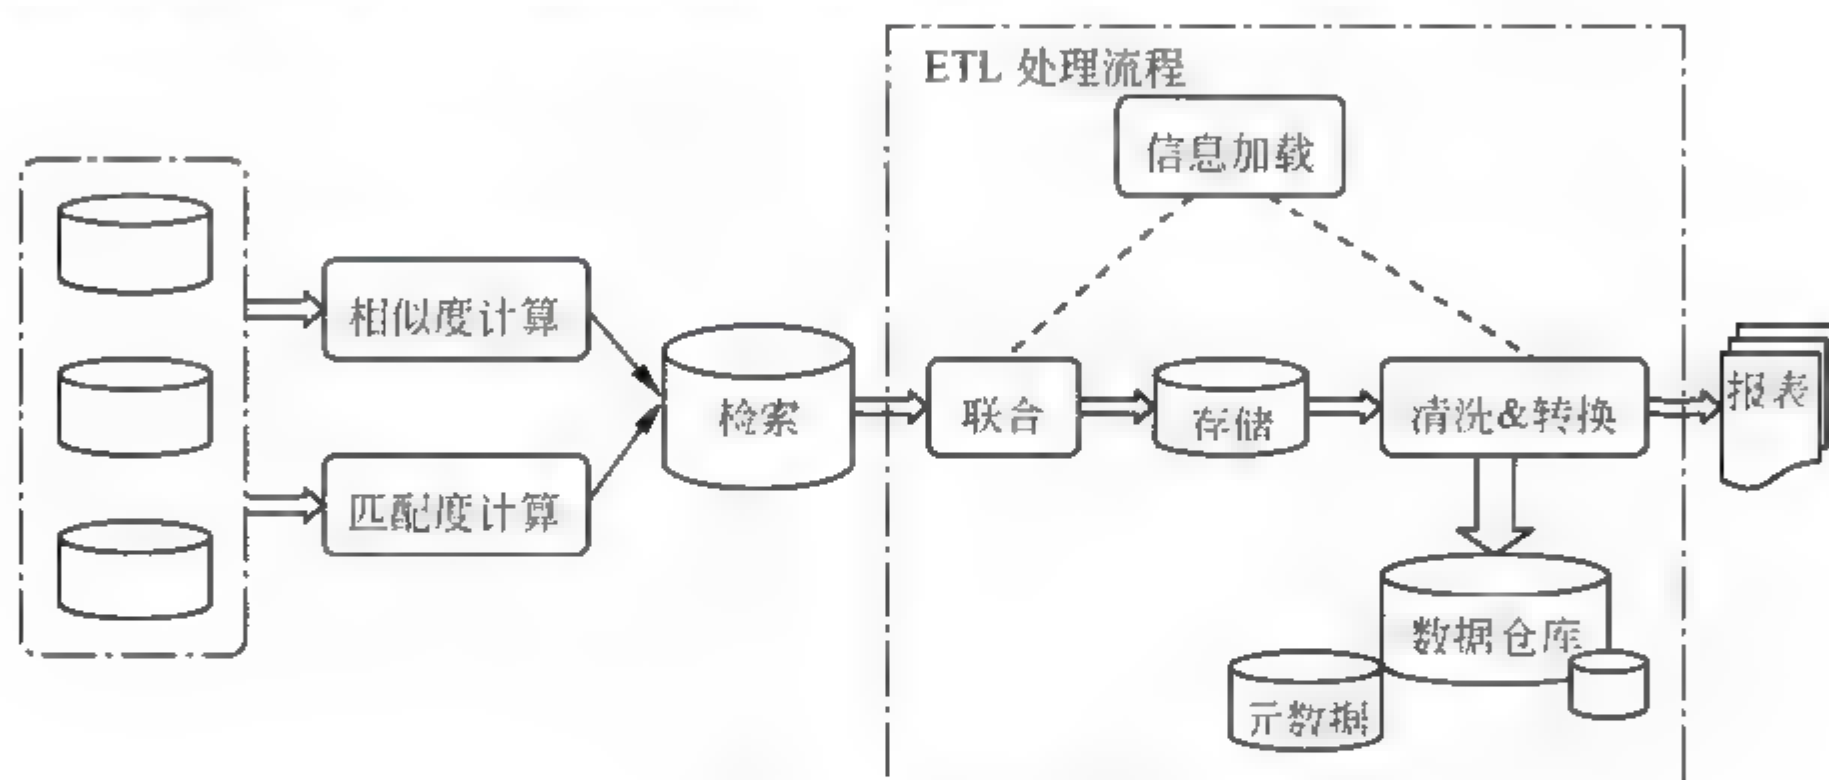 ETL 处理流程
信息加载
相似度计算
匹配度计算
检索
联合
存储
清洗&转换
报表
数据仓库
元数据